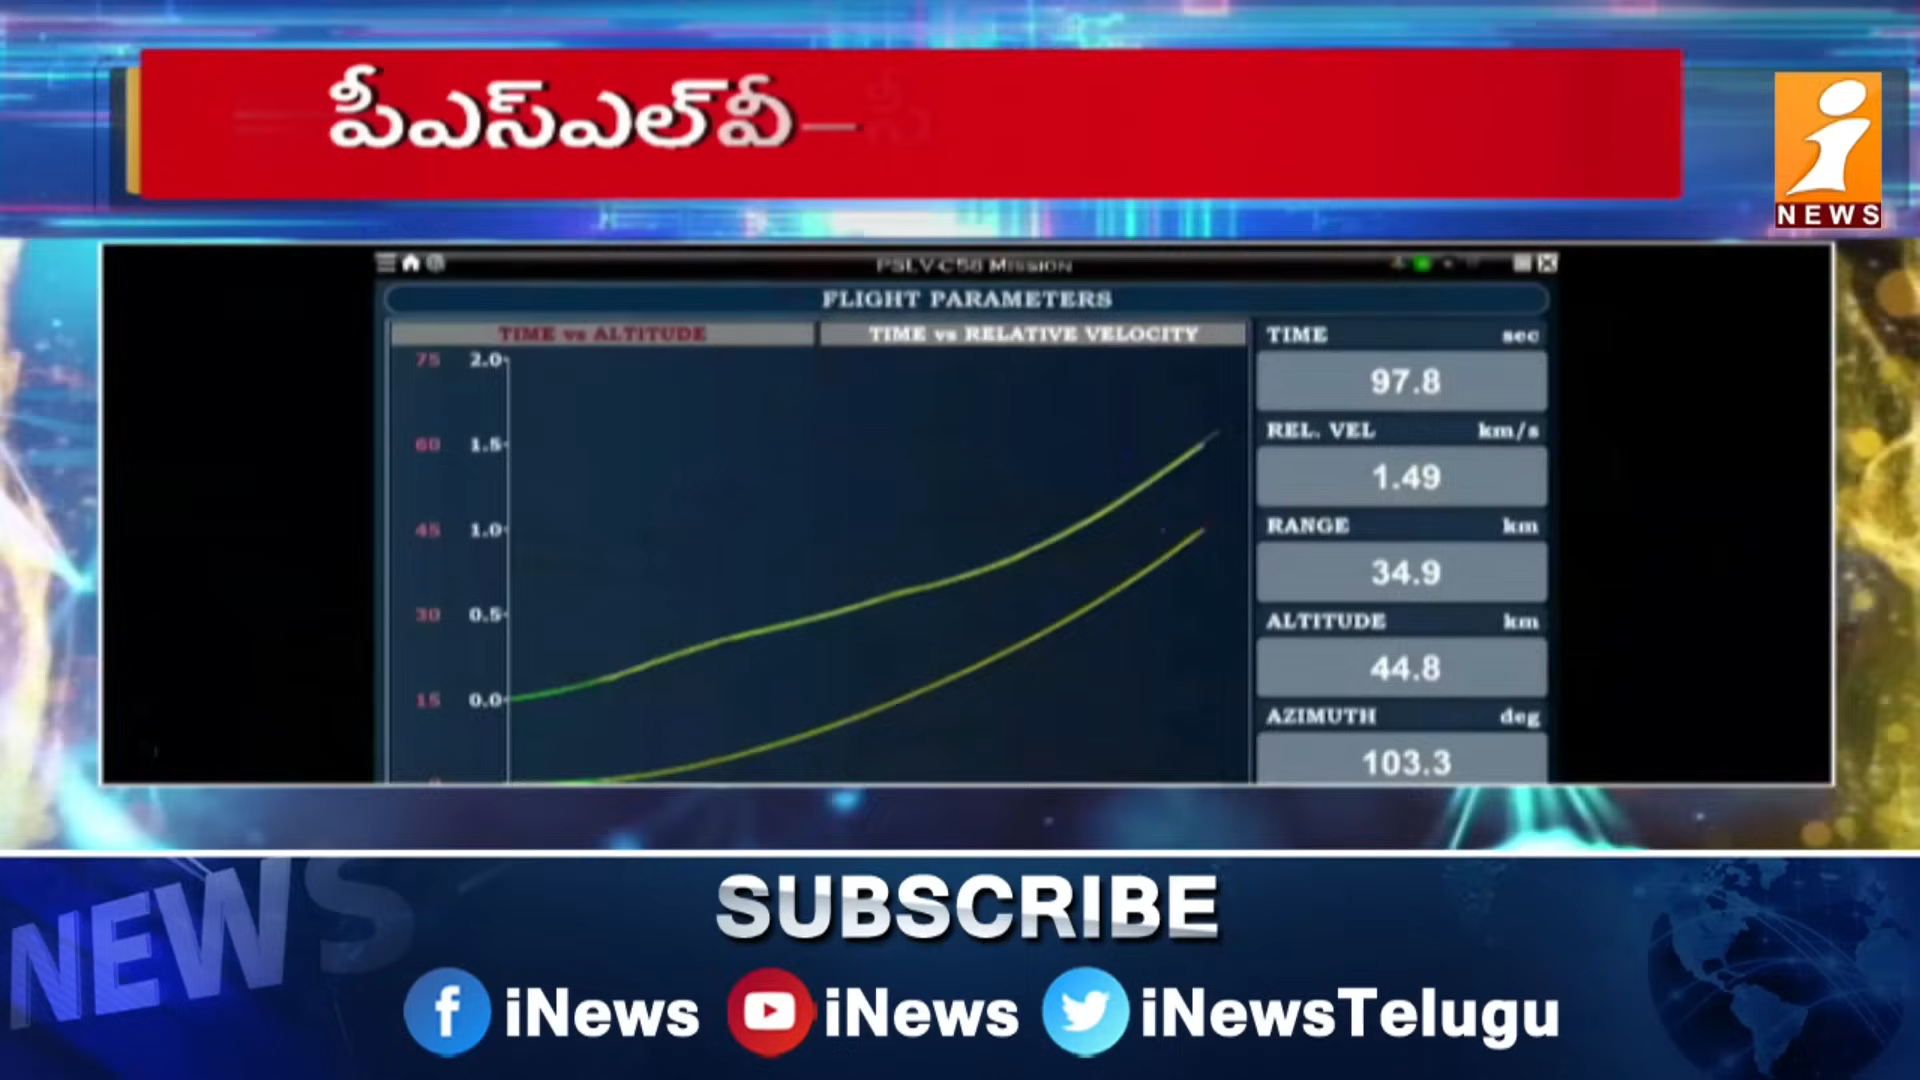 పీఎస్ఎల్‌వీ–సీ
i
NEWS
PSLV-C58 Mission
FLIGHT PARAMETERS
TIME vs ALTITUDE
TIME vs RELATIVE VELOCITY
TIME sec
75 2.0
97.8
REL. VEL km/s
60 1.5
1.49
RANGE km
45 1.0
34.9
ALTITUDE km
30 0.5
44.8
AZIMUTH deg
15 0.0
103.3
NEWS
SUBSCRIBE
iNews iNews iNewsTelugu